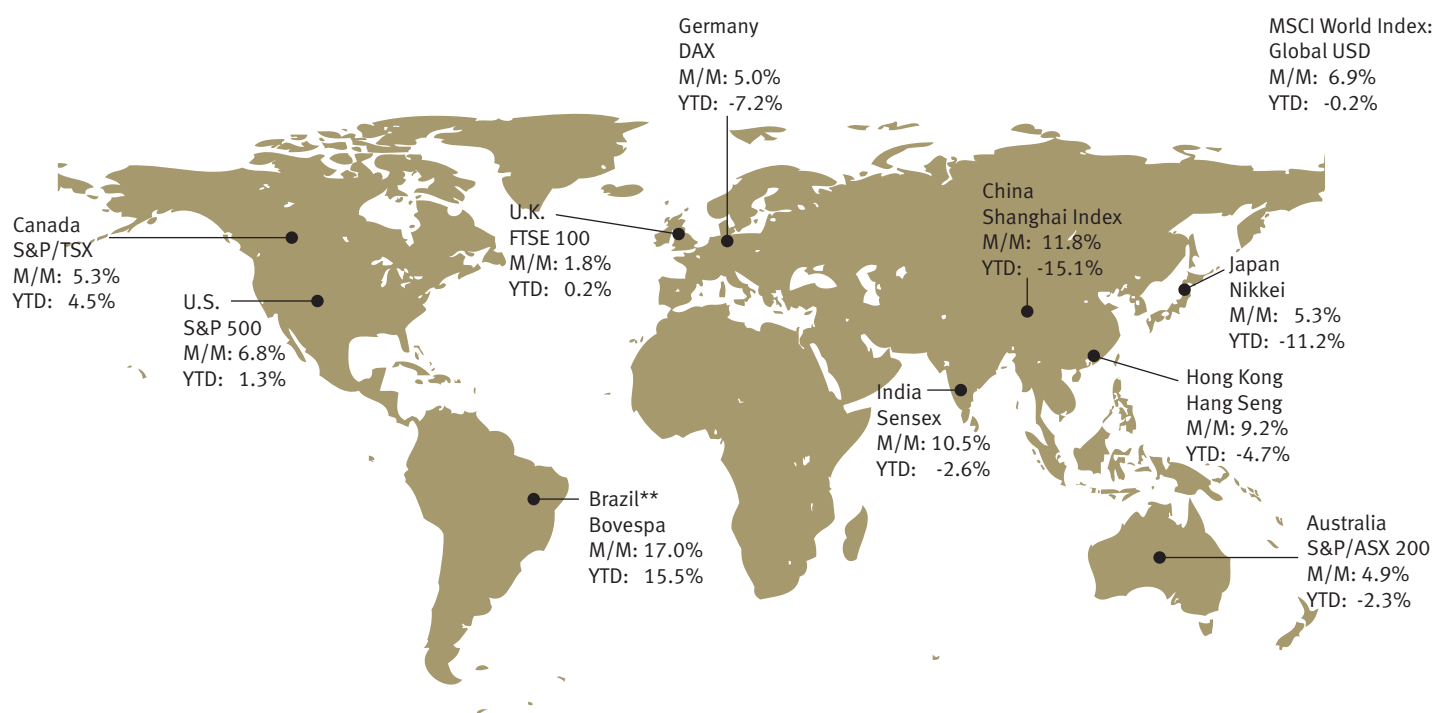 Germany
DAX
M/M: 5.0%
YTD: -7.2%
MSCI World Index:
Global USD
M/M: 6.9%
YTD: -0.2%
China
Shanghai Index
M/M: 11.8%
YTD: -15.1%
Canada
S&P/TSX
M/M: 5.3%
YTD: 4.5%
U.K.
FTSE 100
M/M: 1.8%
YTD: 0.2%
Japan
Nikkei
M/M: 5.3%
YTD: -11.2%
U.S.
S&P 500
M/M: 6.8%
YTD: 1.3%
Hong Kong
Hang Seng
M/M: 9.2%
YTD: -4.7%
India
Sensex
M/M: 10.5%
YTD: -2.6%
Brazil**
Bovespa
M/M: 17.0%
YTD: 15.5%
Australia
S&P/ASX 200
M/M: 4.9%
YTD: -2.3%